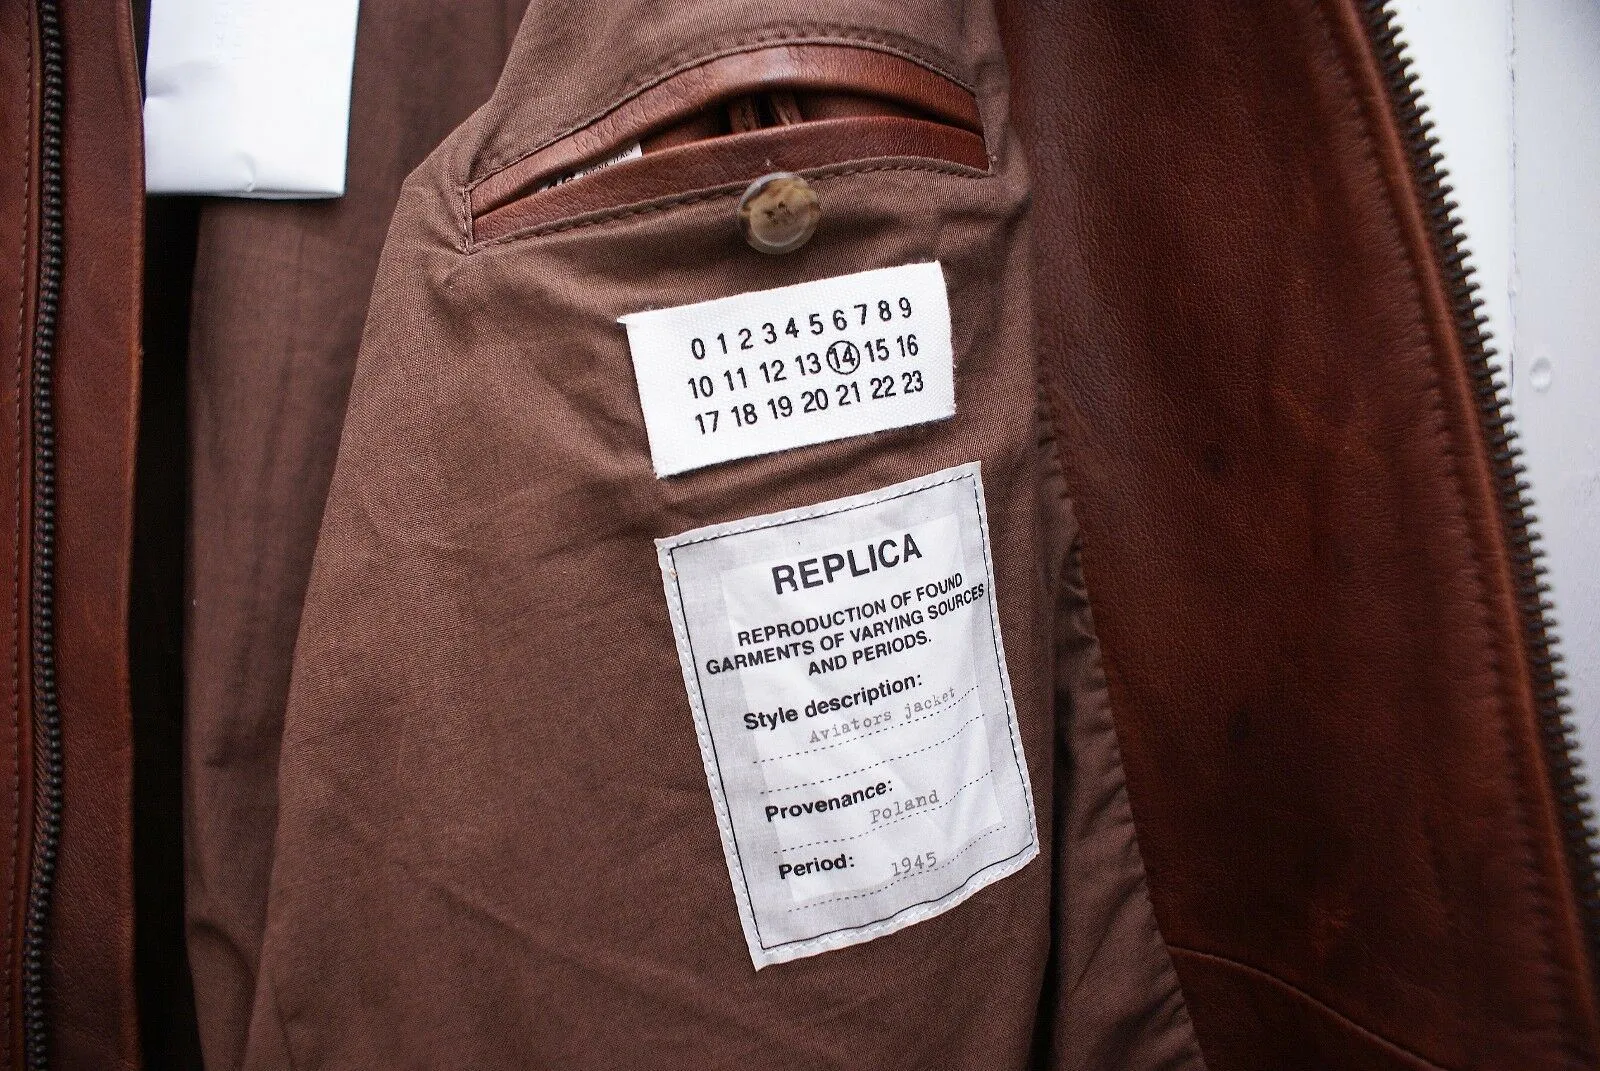 0 1 2 3 4 5 6 7 8 9
10 11 12 13 14 15 16
17 18 19 20 21 22 23
REPLICA
REPRODUCTION OF FOUND
GARMENTS OF VARYING SOURCES
AND PERIODS.
Style description:
Aviators jacket
Provenance:
Poland
Period: 1945